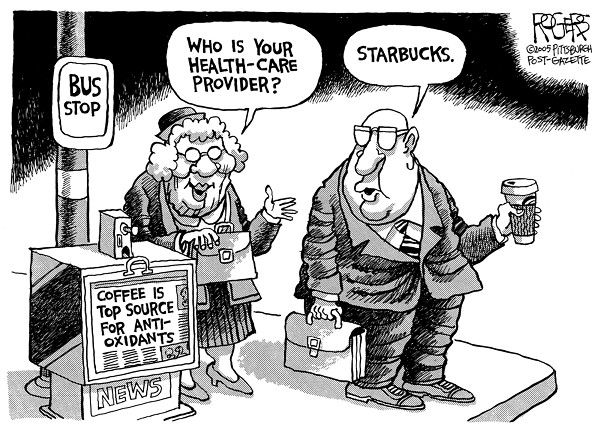 ROGERS
©2005 PITTSBURGH
POST-GAZETTE
WHO IS YOUR
HEALTH-CARE
PROVIDER?
STARBUCKS.
BUS
STOP
COFFEE IS
TOP SOURCE
FOR ANTI-
OXIDANTS
NEWS